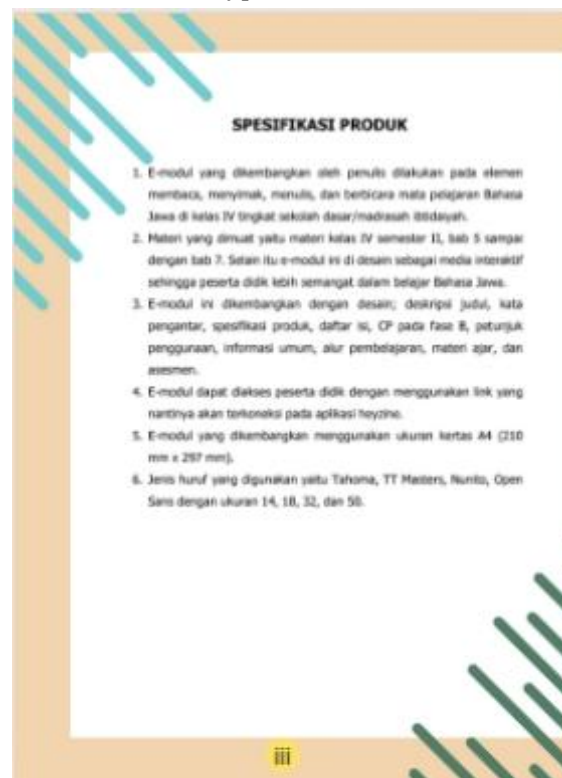 SPESIFIKASI PRODUK
1. E-modul yang dikembangkan oleh penulis dilakukan pada elemen
membaca, menyimak, menulis, dan berbicara mata pelajaran Bahasa
Jawa di kelas IV tingkat sekolah dasar/madrasah ibtidaiyah.
2. Materi yang dimuat yaitu materi kelas IV semester II, bab 5 sampai
dengan bab 7. Selain itu e-modul ini di desain sebagai media interaktif
sehingga peserta didik lebih semangat dalam belajar Bahasa Jawa.
3. E-modul ini dikembangkan dengan desain; deskripsi judul, kata
pengantar, spesifikasi produk, daftar isi, CP pada fase B, petunjuk
penggunaan, informasi umum, alur pembelajaran, materi ajar, dan
asesmen.
4. E-modul dapat diakses peserta didik dengan menggunakan link yang
nantinya akan terkoneksi pada aplikasi heyzine.
5. E-modul yang dikembangkan menggunakan ukuran kertas A4 (210
mm x 297 mm).
6. Jenis huruf yang digunakan yaitu Tahoma, TT Masters, Nunito, Open
Sans dengan ukuran 14, 18, 32, dan 50.
iii